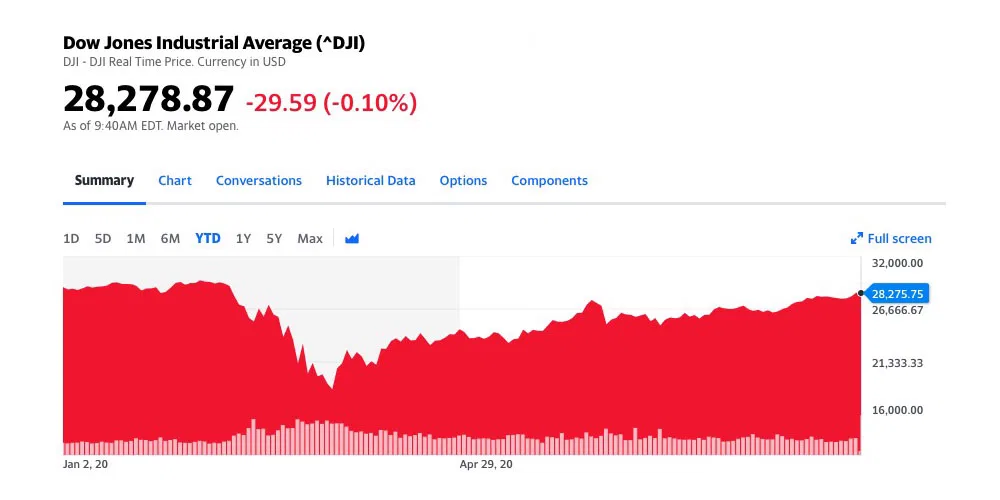 Dow Jones Industrial Average (^DJI)
DJI - DJI Real Time Price. Currency in USD
28,278.87 -29.59 (-0.10%)
As of 9:40AM EDT. Market open.
Summary Chart Conversations Historical Data Options Components
1D 5D 1M 6M YTD 1Y 5Y Max Full screen
32,000.00
28,275.75
26,666.67
21,333.33
16,000.00
Jan 2, 20 Apr 29, 20